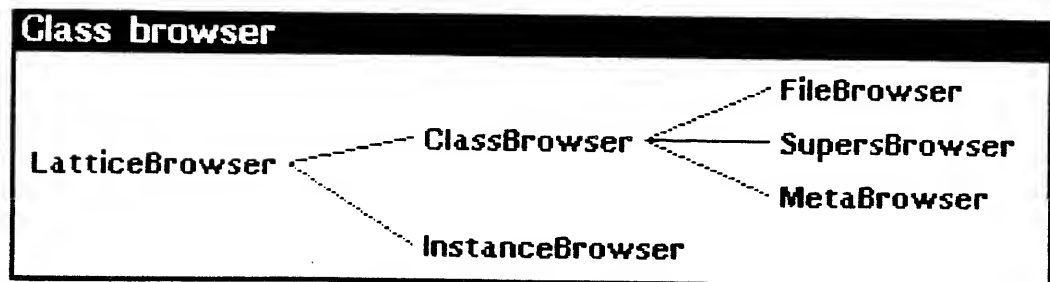 Class browser
FileBrowser
ClassBrowser
SupersBrowser
LatticeBrowser
MetaBrowser
InstanceBrowser